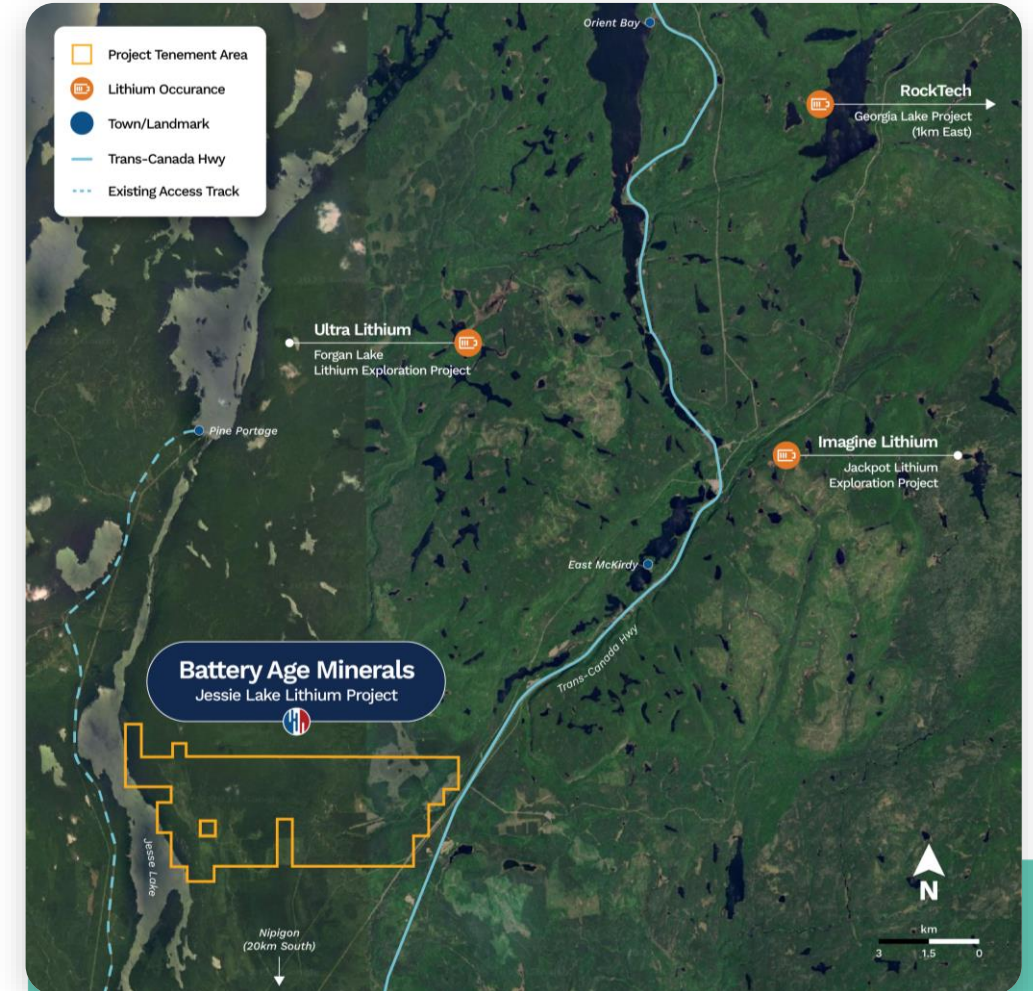 Project Tenement Area
Lithium Occurance
Town/Landmark
Trans-Canada Hwy
Existing Access Track
Orient Bay
RockTech
Georgia Lake Project
(1km East)
Ultra Lithium
Forgan Lake
Lithium Exploration Project
Pine Portage
Imagine Lithium
Jackpot Lithium
Exploration Project
East McKirdy
Trans-Canada Hwy
Battery Age Minerals
Jessie Lake Lithium Project
Jesse Lake
Nipigon
(20km South)
N
km
3 1.5 0